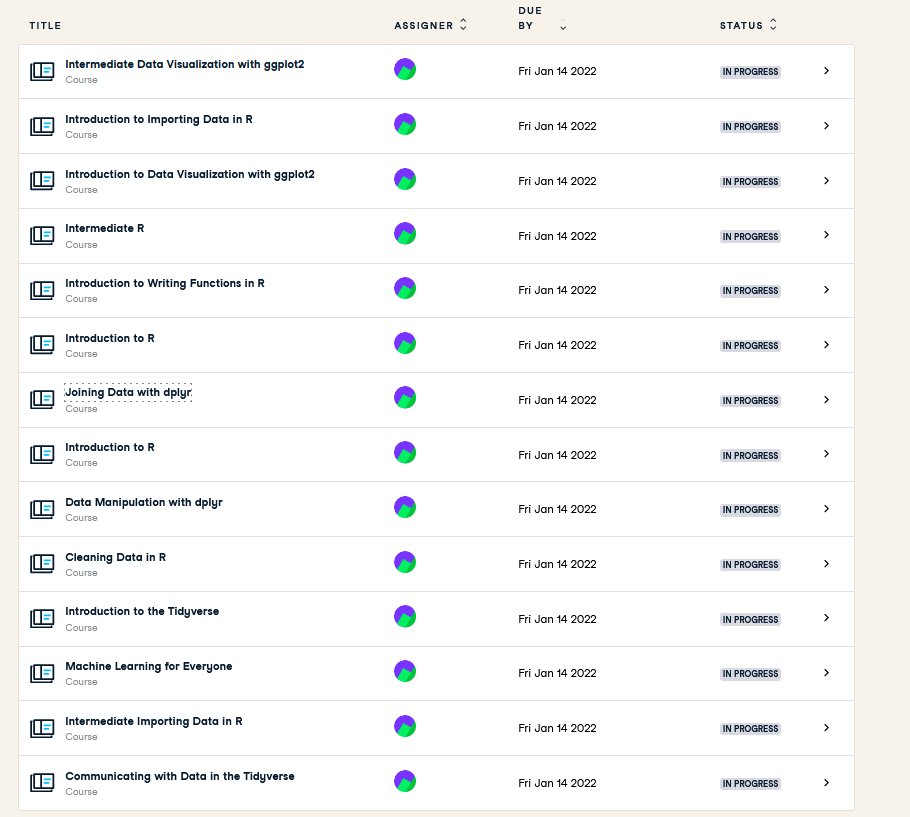 TITLE ASSIGNER DUE BY STATUS
Intermediate Data Visualization with ggplot2
Course
Fri Jan 14 2022 IN PROGRESS
Introduction to Importing Data in R
Course
Fri Jan 14 2022 IN PROGRESS
Introduction to Data Visualization with ggplot2
Course
Fri Jan 14 2022 IN PROGRESS
Intermediate R
Course
Fri Jan 14 2022 IN PROGRESS
Introduction to Writing Functions in R
Course
Fri Jan 14 2022 IN PROGRESS
Introduction to R
Course
Fri Jan 14 2022 IN PROGRESS
Joining Data with dplyr
Course
Fri Jan 14 2022 IN PROGRESS
Introduction to R
Course
Fri Jan 14 2022 IN PROGRESS
Data Manipulation with dplyr
Course
Fri Jan 14 2022 IN PROGRESS
Cleaning Data in R
Course
Fri Jan 14 2022 IN PROGRESS
Introduction to the Tidyverse
Course
Fri Jan 14 2022 IN PROGRESS
Machine Learning for Everyone
Course
Fri Jan 14 2022 IN PROGRESS
Intermediate Importing Data in R
Course
Fri Jan 14 2022 IN PROGRESS
Communicating with Data in the Tidyverse
Course
Fri Jan 14 2022 IN PROGRESS